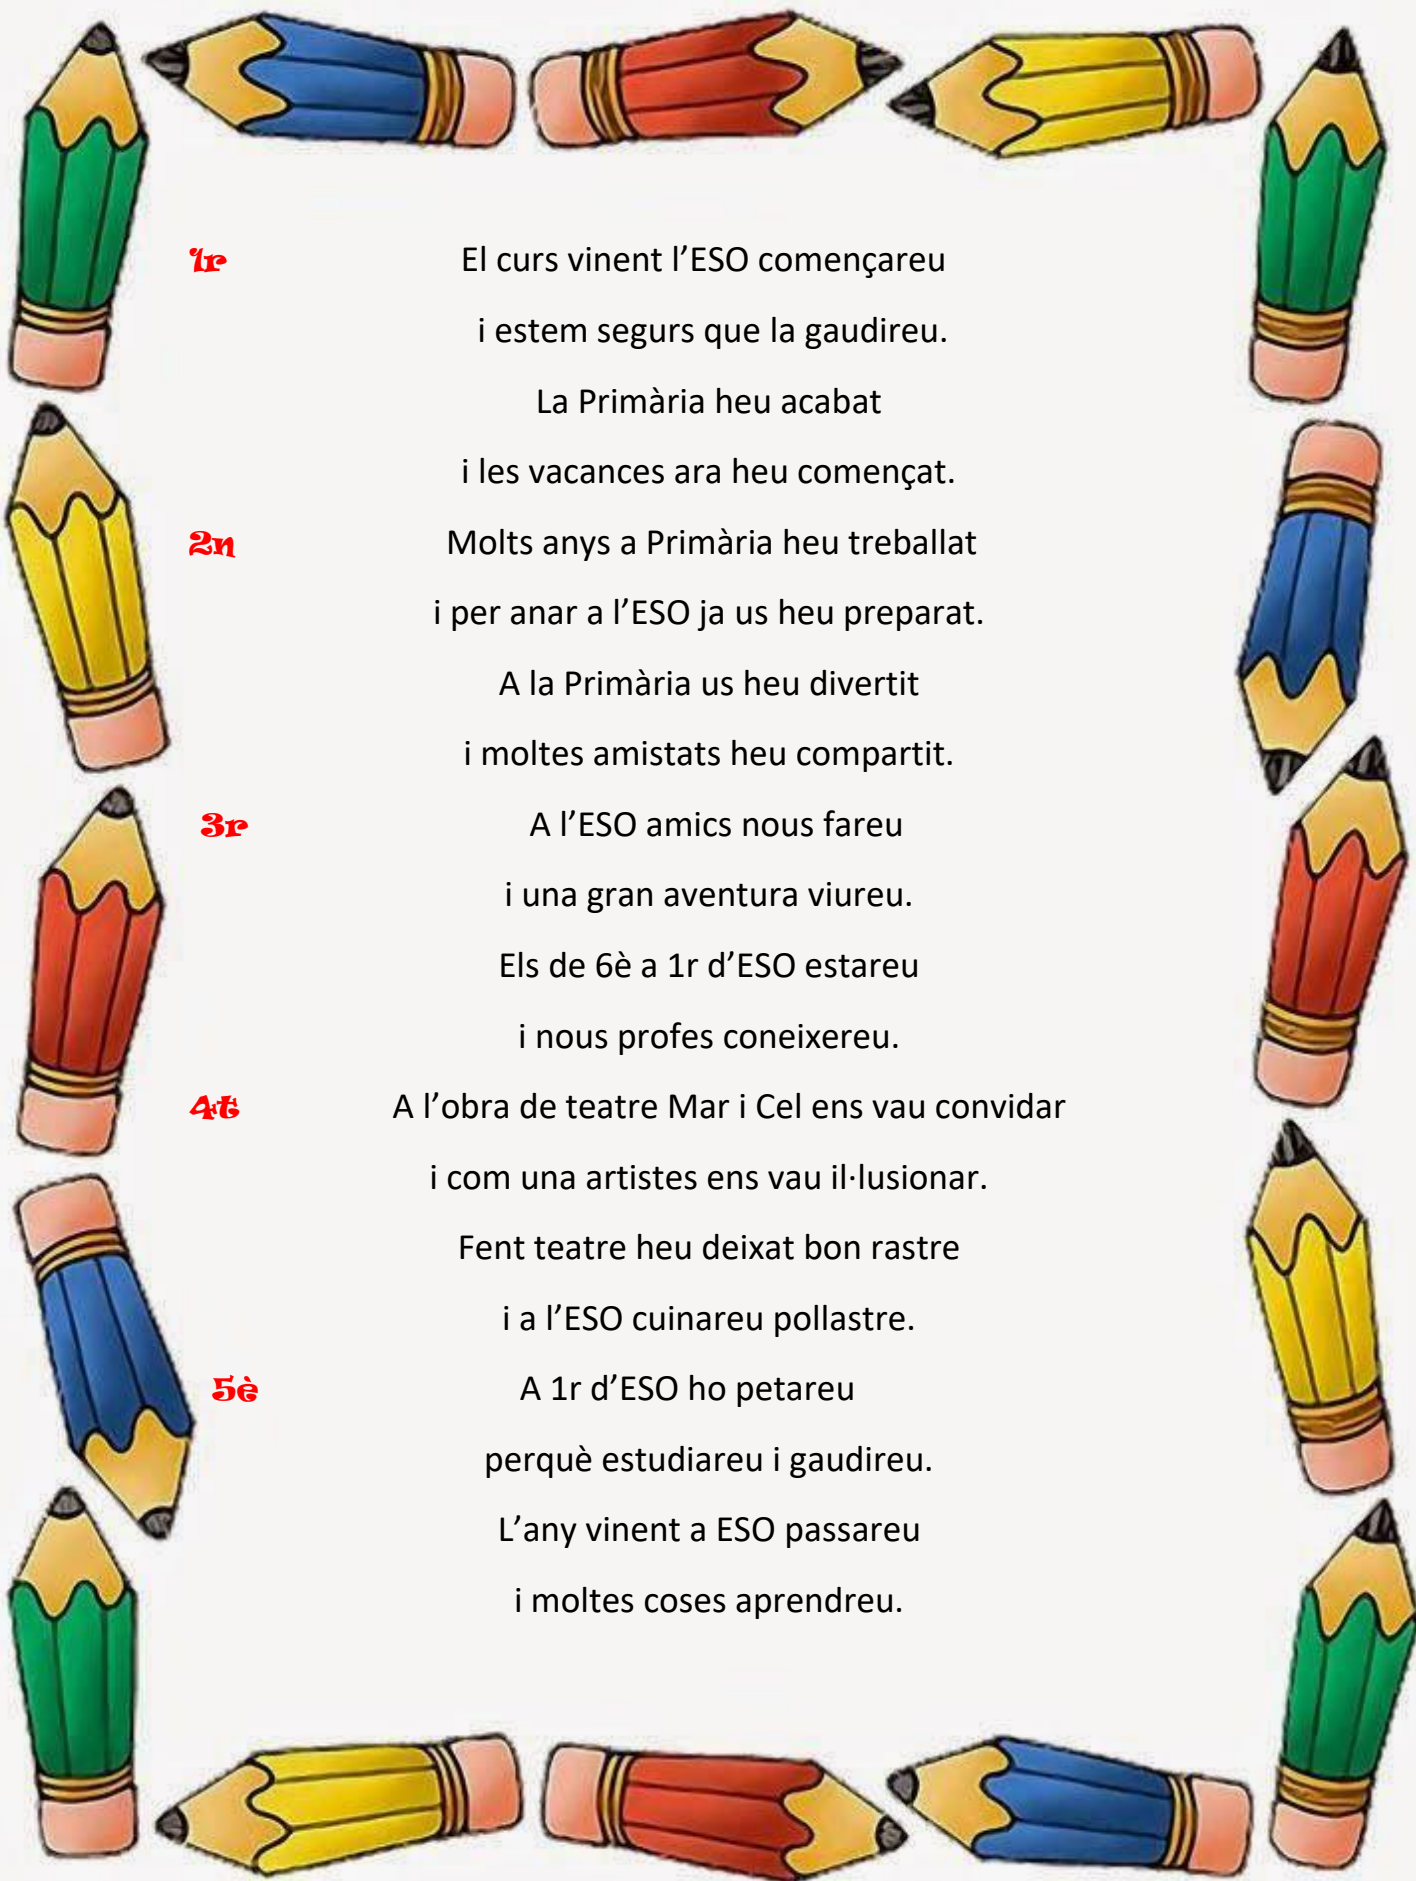 1r El curs vinent l’ESO començareu
i estem segurs que la gaudireu.
La Primària heu acabat
i les vacances ara heu començat.
2n Molts anys a Primària heu treballat
i per anar a l’ESO ja us heu preparat.
A la Primària us heu divertit
i moltes amistats heu compartit.
3r A l’ESO amics nous fareu
i una gran aventura viureu.
Els de 6è a 1r d’ESO estareu
i nous profes coneixereu.
4t A l’obra de teatre Mar i Cel ens vau convidar
i com una artistes ens vau il·lusionar.
Fent teatre heu deixat bon rastre
i a l’ESO cuinareu pollastre.
5è A 1r d’ESO ho petareu
perquè estudiareu i gaudireu.
L’any vinent a ESO passareu
i moltes coses aprendreu.